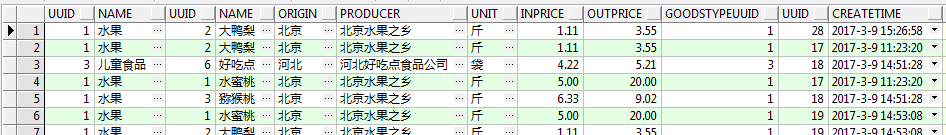 UUID NAME UUID NAME ORIGIN PRODUCER UNIT INPRICE OUTPRICE GOODSTYPEUUID UUID CREATETIME
1 1 水果 ... 2 大鸭梨 ... 北京 ... 北京水果之乡 ... 斤 ... 1.11 3.55 1 28 2017-3-9 15:26:58
2 1 水果 ... 2 大鸭梨 ... 北京 ... 北京水果之乡 ... 斤 ... 1.11 3.55 1 17 2017-3-9 11:23:20
3 3 儿童食品 ... 6 好吃点 ... 河北 ... 河北好吃点食品公司 ... 袋 ... 4.22 5.21 3 18 2017-3-9 14:51:28
4 1 水果 ... 1 水蜜桃 ... 北京 ... 北京水果之乡 ... 斤 ... 5.00 20.00 1 17 2017-3-9 11:23:20
5 1 水果 ... 3 猕猴桃 ... 北京 ... 北京水果之乡 ... 斤 ... 6.33 9.02 1 18 2017-3-9 14:51:28
6 1 水果 ... 1 水蜜桃 ... 北京 ... 北京水果之乡 ... 斤 ... 5.00 20.00 1 19 2017-3-9 14:53:08
7 1 水果 ... 2 大鸭梨 ... 北京 ... 北京水果之乡 ... 斤 ... 1.11 3.55 1 19 2017-3-9 14:53:08